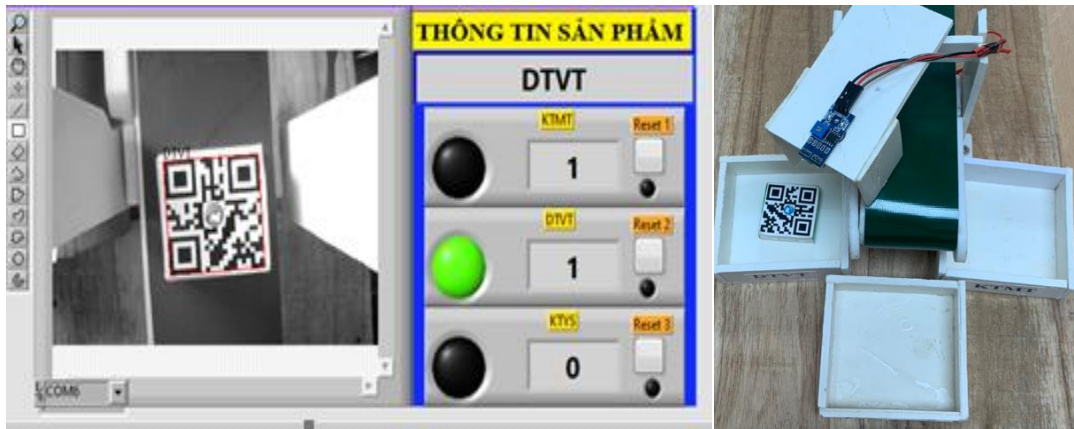 THÔNG TIN SẢN PHẨM
DTVT
DTVT
KTMT
Reset 1
1
DTVT
Reset 2
1
KTYS
Reset 3
0
COM6
DTVT
KTMT